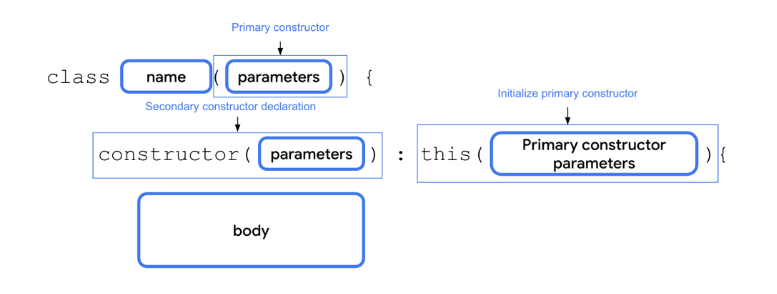 Primary constructor
class name ( parameters ) {
Secondary constructor declaration
Initialize primary constructor
constructor( parameters ) : this( Primary constructor parameters ){
body